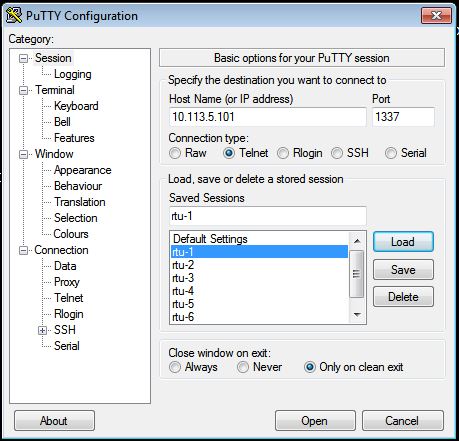 PuTTY Configuration
Category:
Session
Logging
Terminal
Keyboard
Bell
Features
Window
Appearance
Behaviour
Translation
Selection
Colours
Connection
Data
Proxy
Telnet
Rlogin
SSH
Serial
Basic options for your PuTTY session
Specify the destination you want to connect to
Host Name (or IP address) Port
10.113.5.101 1337
Connection type:
Raw Telnet Rlogin SSH Serial
Load, save or delete a stored session
Saved Sessions
rtu-1
Default Settings
rtu-1
rtu-2
rtu-3
rtu-4
rtu-5
rtu-6
Load
Save
Delete
Close window on exit:
Always Never Only on clean exit
About Open Cancel